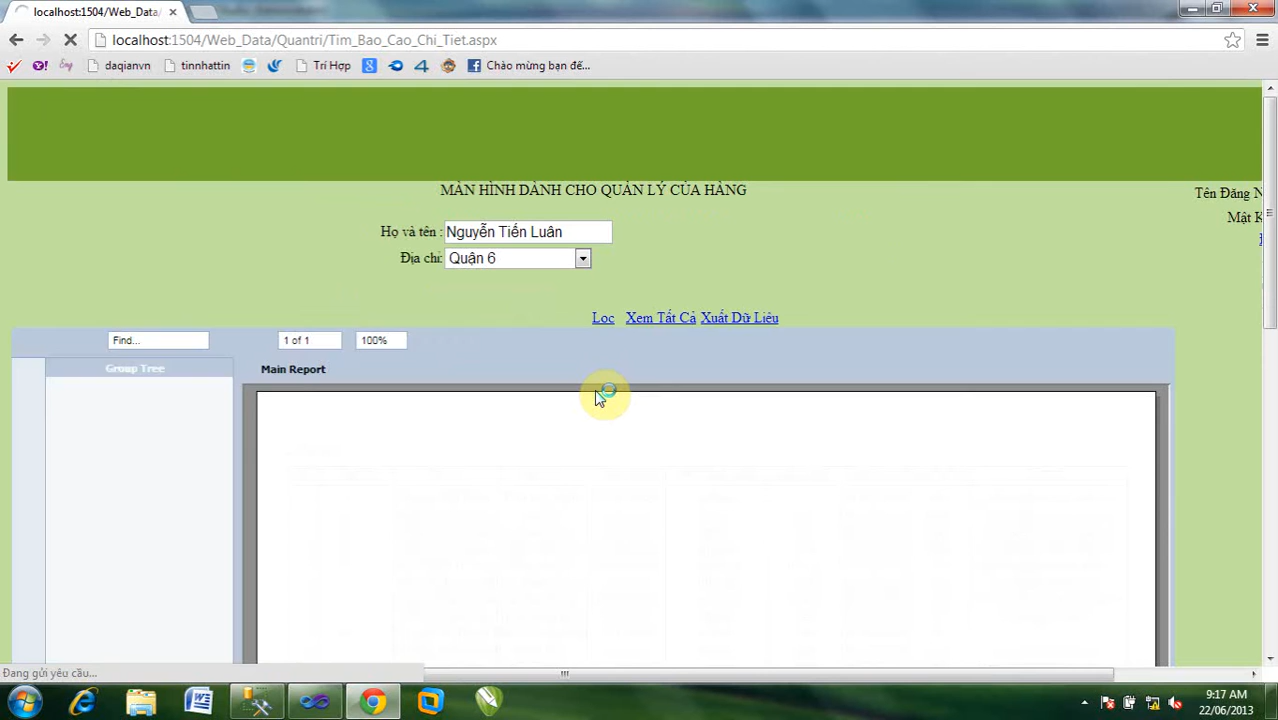 localhost:1504/Web_Data/
localhost:1504/Web_Data/Quantri/Tim_Bao_Cao_Chi_Tiet.aspx
daqianvn tinnhattin Trí Hợp Chào mừng bạn đế...
MÀN HÌNH DÀNH CHO QUẢN LÝ CỦA HÀNG
Tên Đăng N
Mật K
Họ và tên : Nguyễn Tiến Luân
Địa chỉ: Quận 6
Lọc Xem Tất Cả Xuất Dữ Liêu
Find... 1 of 1 100%
Group Tree Main Report
Đang gửi yêu cầu...
9:17 AM
22/06/2013